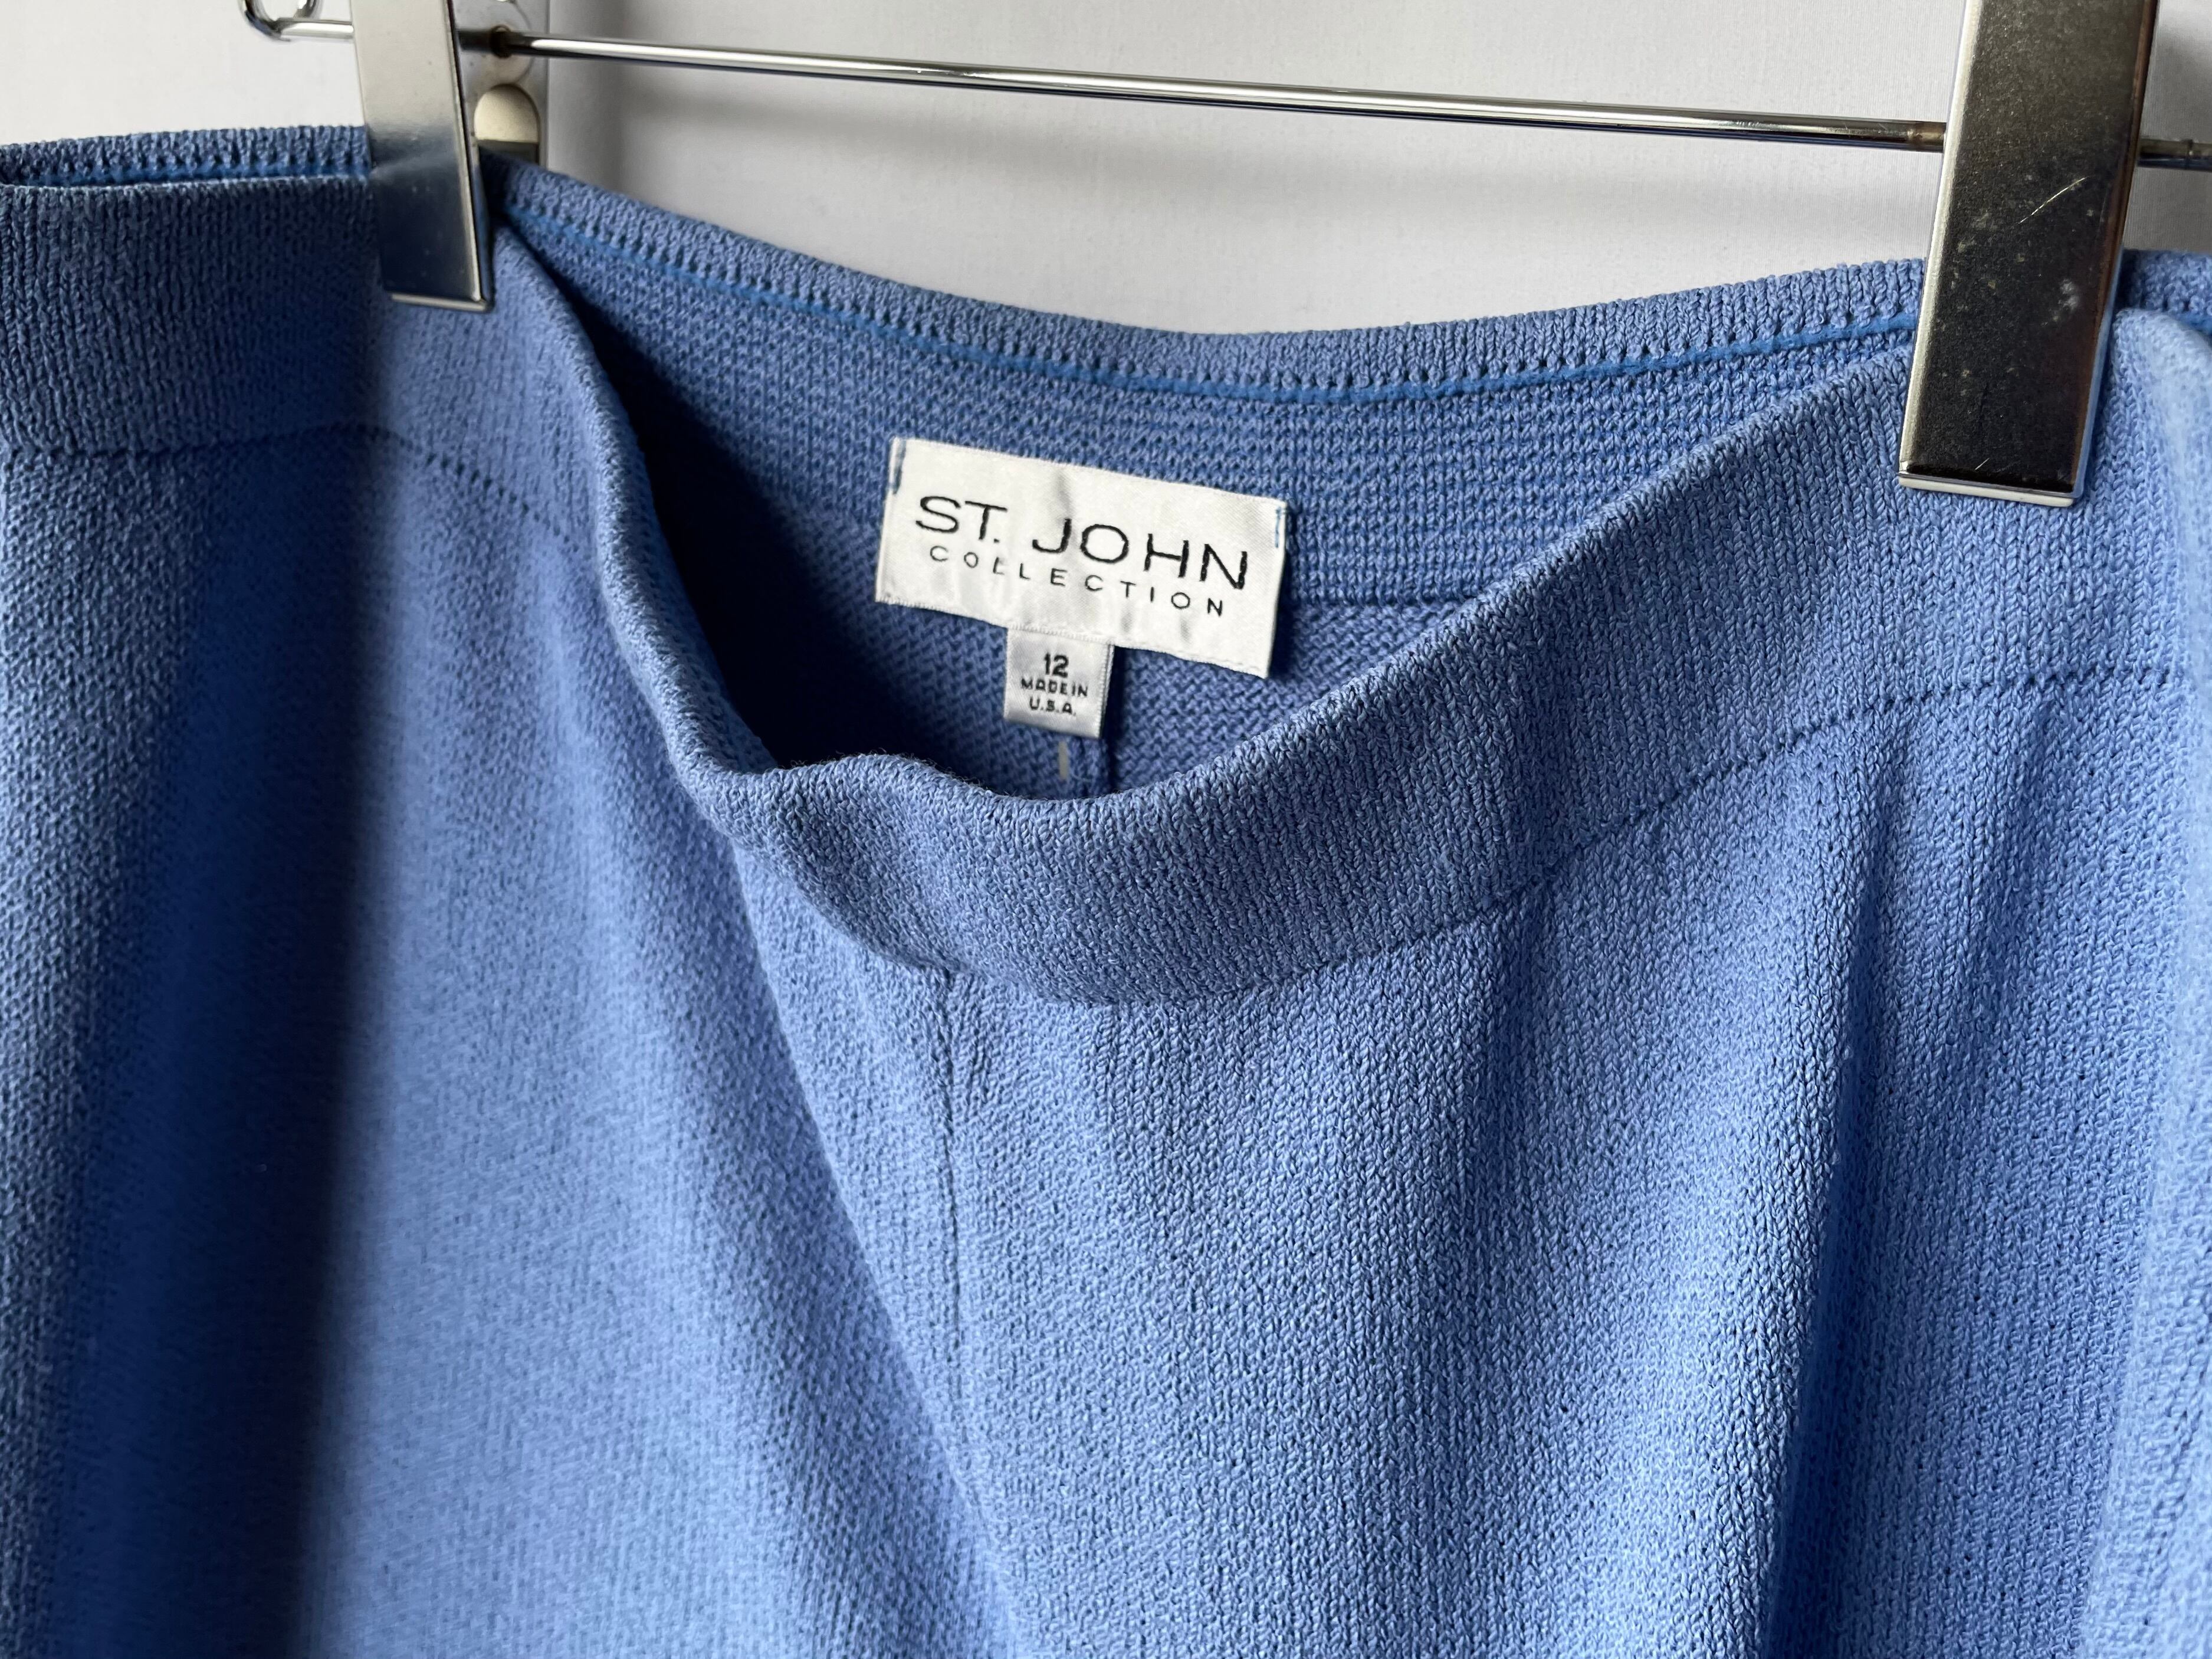 ST. JOHN
COLLECTION
12
MADE IN
U.S.A.